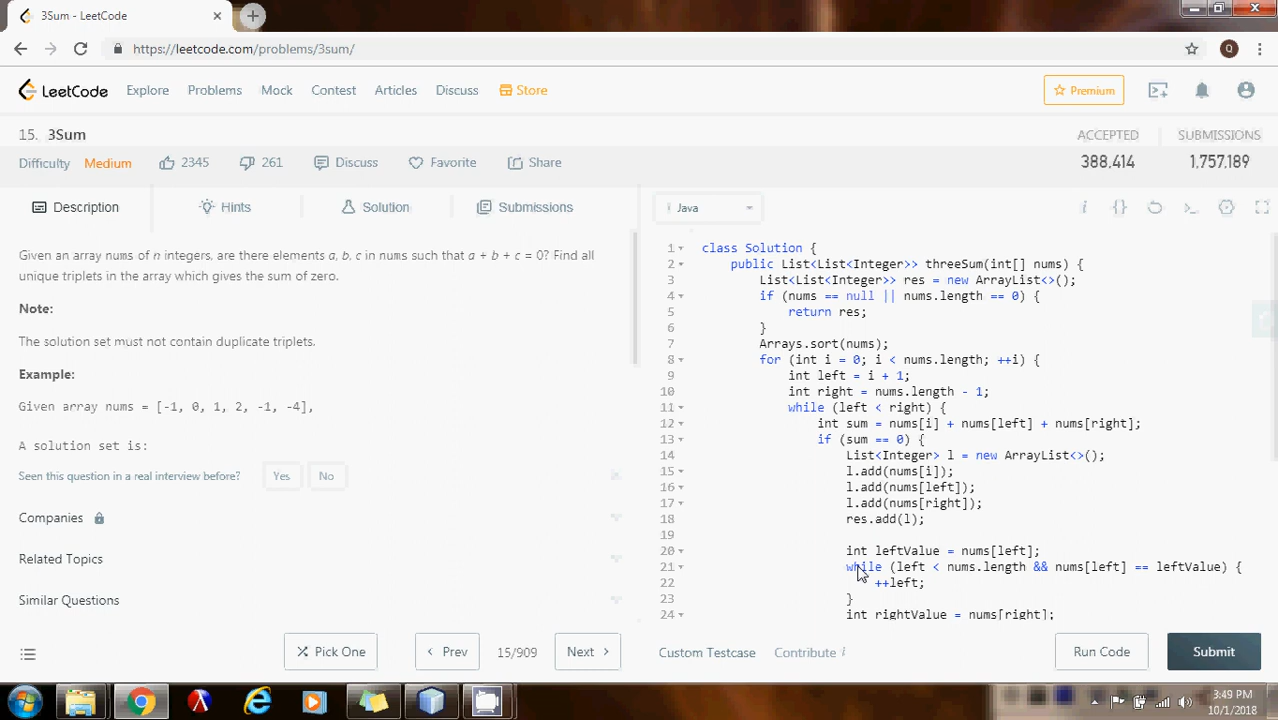 3Sum - LeetCode
https://leetcode.com/problems/3sum/
Q
LeetCode Explore Problems Mock Contest Articles Discuss Store Premium
15. 3Sum ACCEPTED SUBMISSIONS
Difficulty Medium 2345 261 Discuss Favorite Share 388,414 1,757,189
Description Hints Solution Submissions Java
Given an array nums of n integers, are there elements a, b, c in nums such that a + b + c = 0? Find all
unique triplets in the array which gives the sum of zero.
Note:
The solution set must not contain duplicate triplets.
Example:
Given array nums = [-1, 0, 1, 2, -1, -4],
A solution set is:
Seen this question in a real interview before? Yes No
Companies
Related Topics
Similar Questions
1 class Solution {
2 public List<List<Integer>> threeSum(int[] nums) {
3 List<List<Integer>> res = new ArrayList<>();
4 if (nums == null || nums.length == 0) {
5 return res;
6 }
7 Arrays.sort(nums);
8 for (int i = 0; i < nums.length; ++i) {
9 int left = i + 1;
10 int right = nums.length - 1;
11 while (left < right) {
12 int sum = nums[i] + nums[left] + nums[right];
13 if (sum == 0) {
14 List<Integer> l = new ArrayList<>();
15 l.add(nums[i]);
16 l.add(nums[left]);
17 l.add(nums[right]);
18 res.add(l);
19
20 int leftValue = nums[left];
21 while (left < nums.length && nums[left] == leftValue) {
22 ++left;
23 }
24 int rightValue = nums[right];
Pick One Prev 15/909 Next Custom Testcase Contribute i Run Code Submit
3:49 PM
10/1/2018